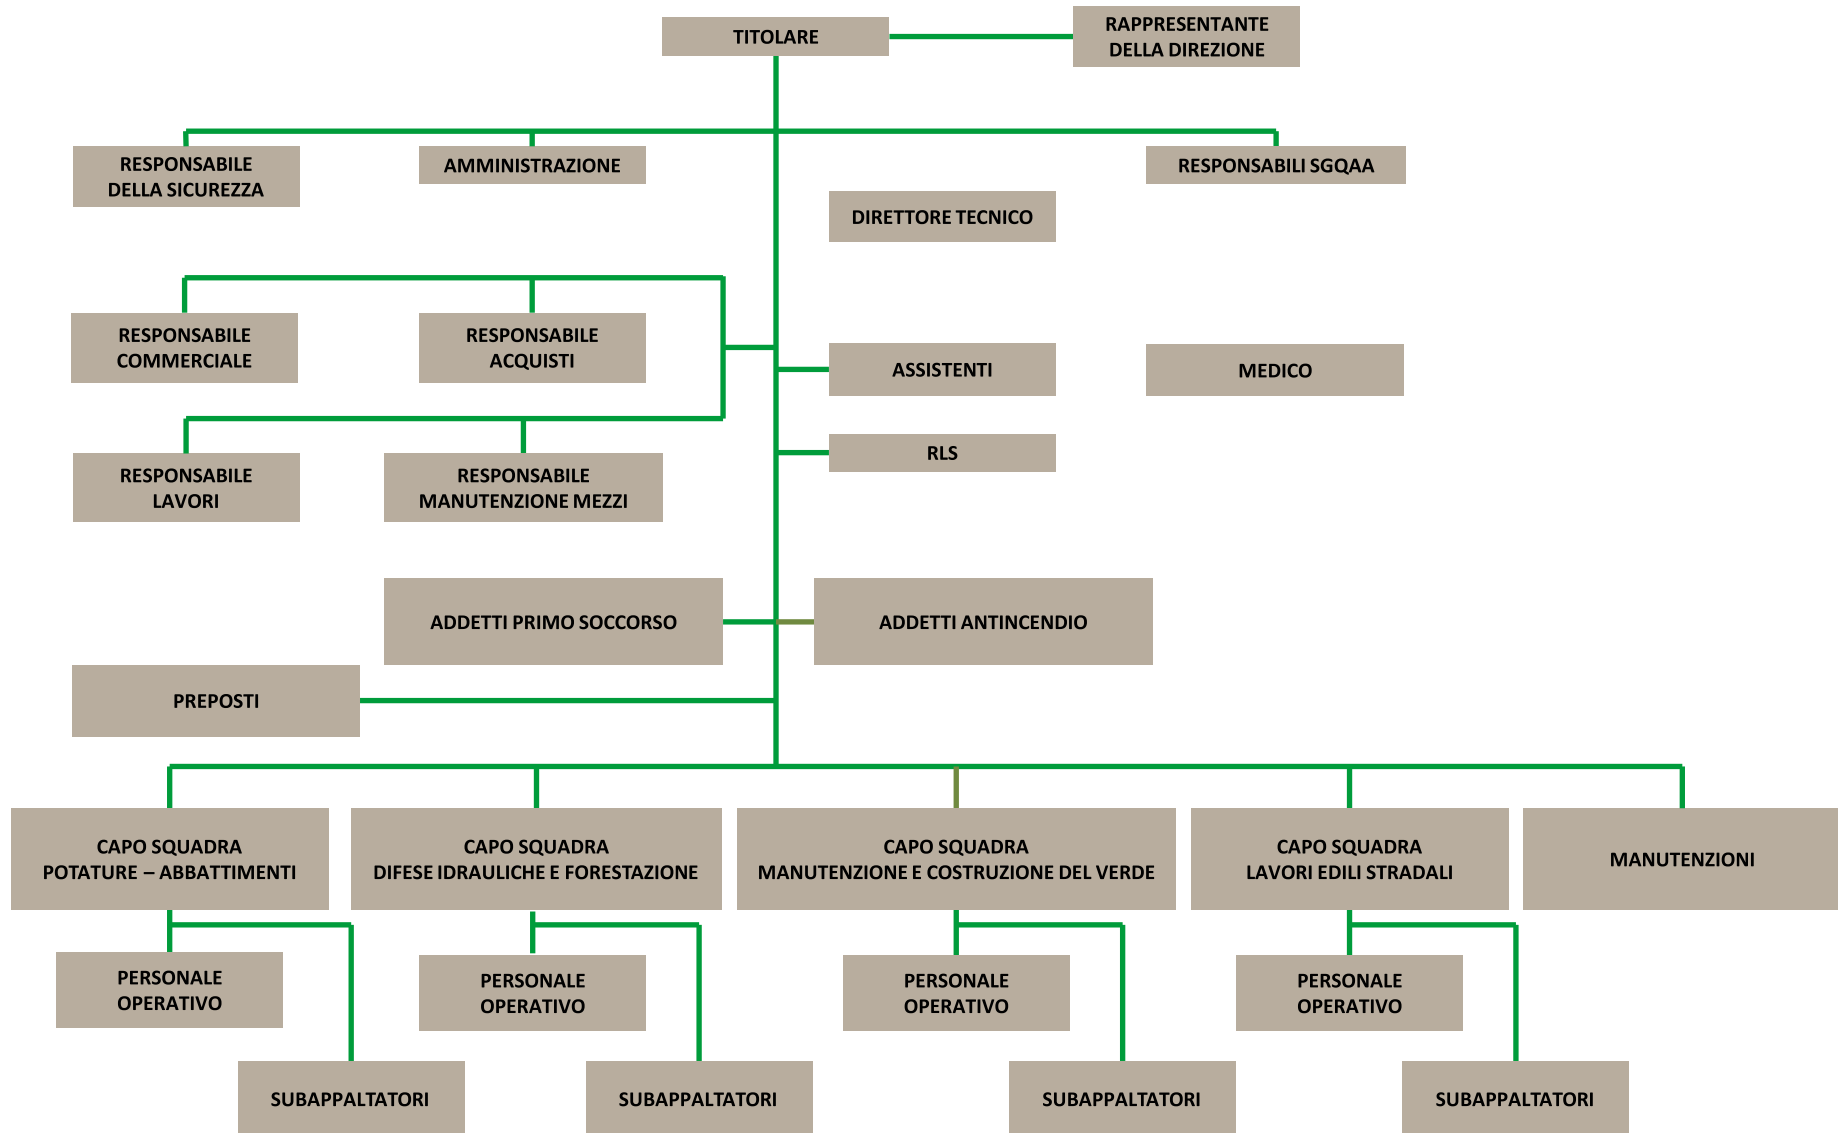 TITOLARE
RAPPRESENTANTE
DELLA DIREZIONE
RESPONSABILE
DELLA SICUREZZA
AMMINISTRAZIONE
RESPONSABILI SGQAA
DIRETTORE TECNICO
RESPONSABILE
COMMERCIALE
RESPONSABILE
ACQUISTI
ASSISTENTI
MEDICO
RLS
RESPONSABILE
LAVORI
RESPONSABILE
MANUTENZIONE MEZZI
ADDETTI PRIMO SOCCORSO
ADDETTI ANTINCENDIO
PREPOSTI
CAPO SQUADRA
POTATURE – ABBATTIMENTI
CAPO SQUADRA
DIFESE IDRAULICHE E FORESTAZIONE
CAPO SQUADRA
MANUTENZIONE E COSTRUZIONE DEL VERDE
CAPO SQUADRA
LAVORI EDILI STRADALI
MANUTENZIONI
PERSONALE
OPERATIVO
PERSONALE
OPERATIVO
PERSONALE
OPERATIVO
PERSONALE
OPERATIVO
SUBAPPALTATORI
SUBAPPALTATORI
SUBAPPALTATORI
SUBAPPALTATORI